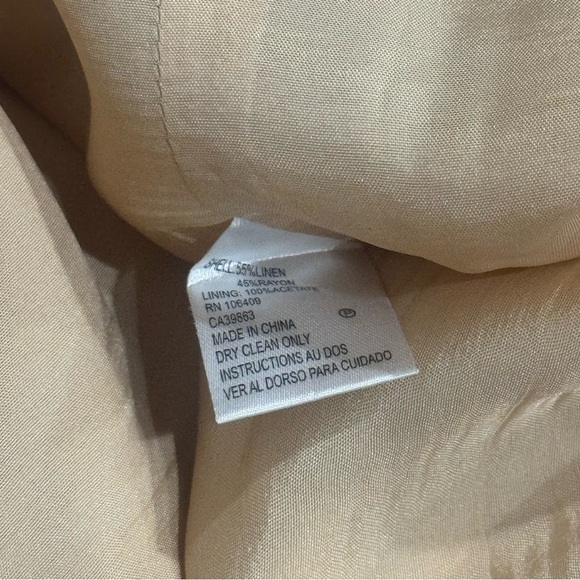 SHELL:55%LINEN
45%RAYON
LINING: 100%ACETATE
RN 106409
CA39863
MADE IN CHINA
P
DRY CLEAN ONLY
INSTRUCTIONS AU DOS
VER AL DORSO PARA CUIDADO